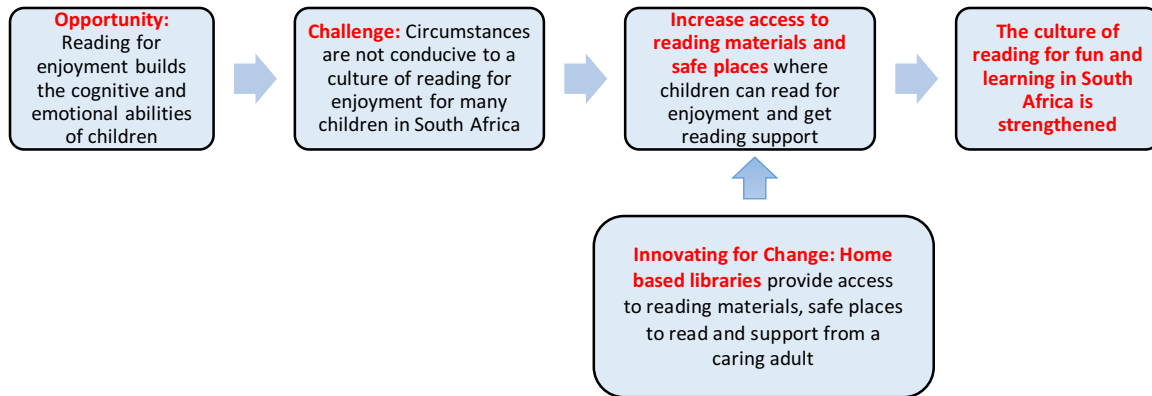 Opportunity:
Reading for
enjoyment builds
the cognitive and
emotional abilities
of children
Challenge: Circumstances
are not conducive to a
culture of reading for
enjoyment for many
children in South Africa
Increase access to
reading materials and
safe places where
children can read for
enjoyment and get
reading support
The culture of
reading for fun and
learning in South
Africa is
strengthened
Innovating for Change: Home
based libraries provide access
to reading materials, safe places
to read and support from a
caring adult